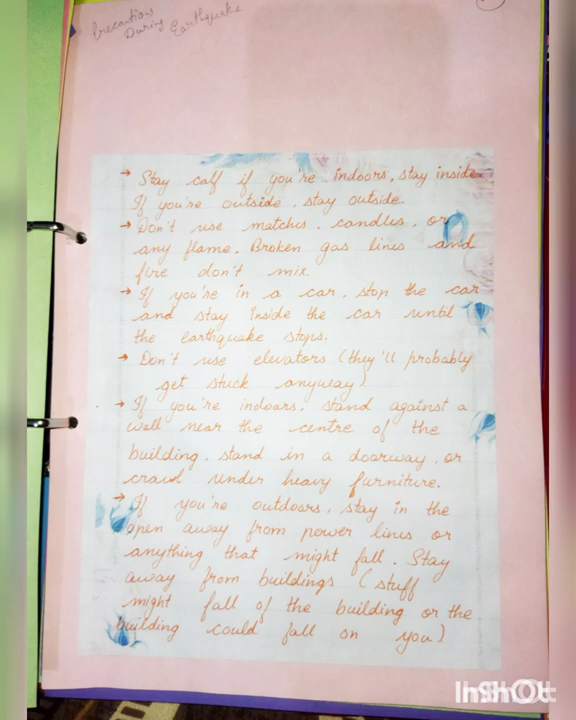 Precautions
During Earthquake
→ Stay calf if you're indoors, stay inside
If you're outside, stay outside.
→ Don't use matches, candles, or
any flame. Broken gas lines and
fire don't mix.
→ If you're in a car, stop the car
and stay Inside the car until
the earthquake stops.
→ Don't use elevators (they'll probably
get stuck anyway).
→ If you're indoors, stand against a
wall near the centre of the
building, stand in a doorway, or
crawl under heavy furniture.
→ If you're outdoors, stay in the
open away from power lines or
anything that might fall. Stay
away from buildings (stuff
might fall of the building or the
building could fall on you)
InShOt